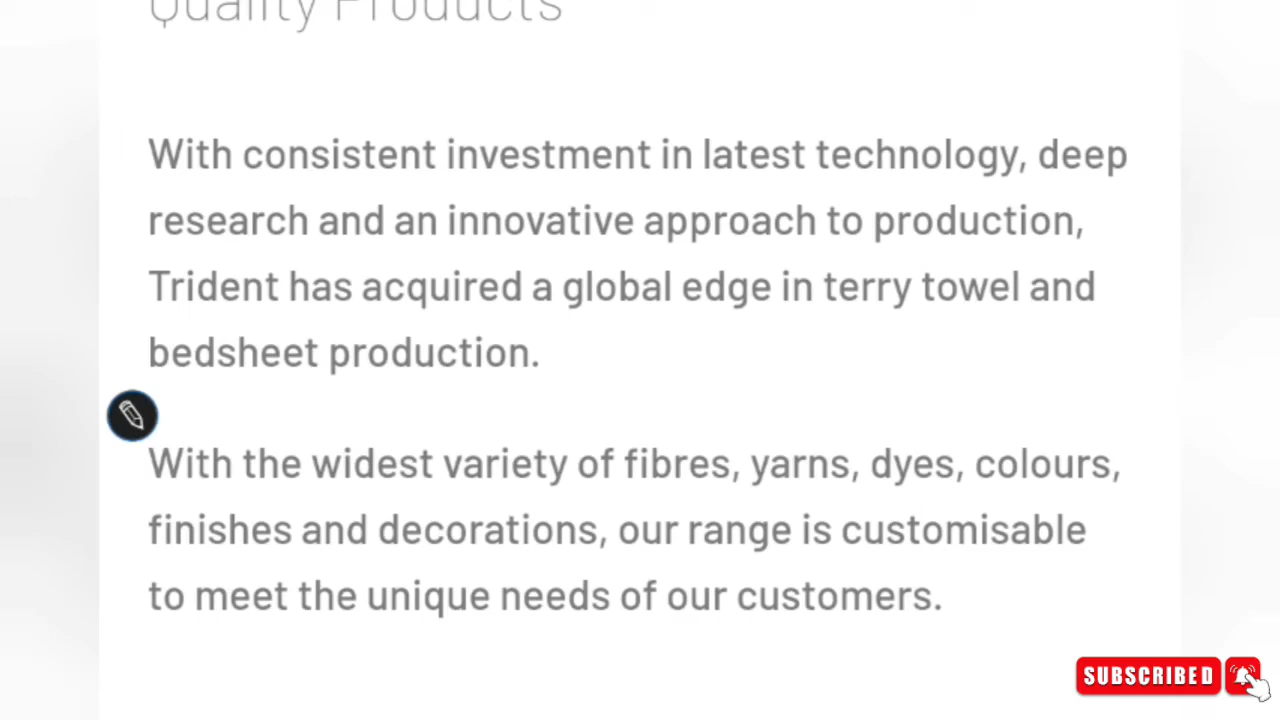 Quality Products
With consistent investment in latest technology, deep
research and an innovative approach to production,
Trident has acquired a global edge in terry towel and
bedsheet production.
With the widest variety of fibres, yarns, dyes, colours,
finishes and decorations, our range is customisable
to meet the unique needs of our customers.
SUBSCRIBED